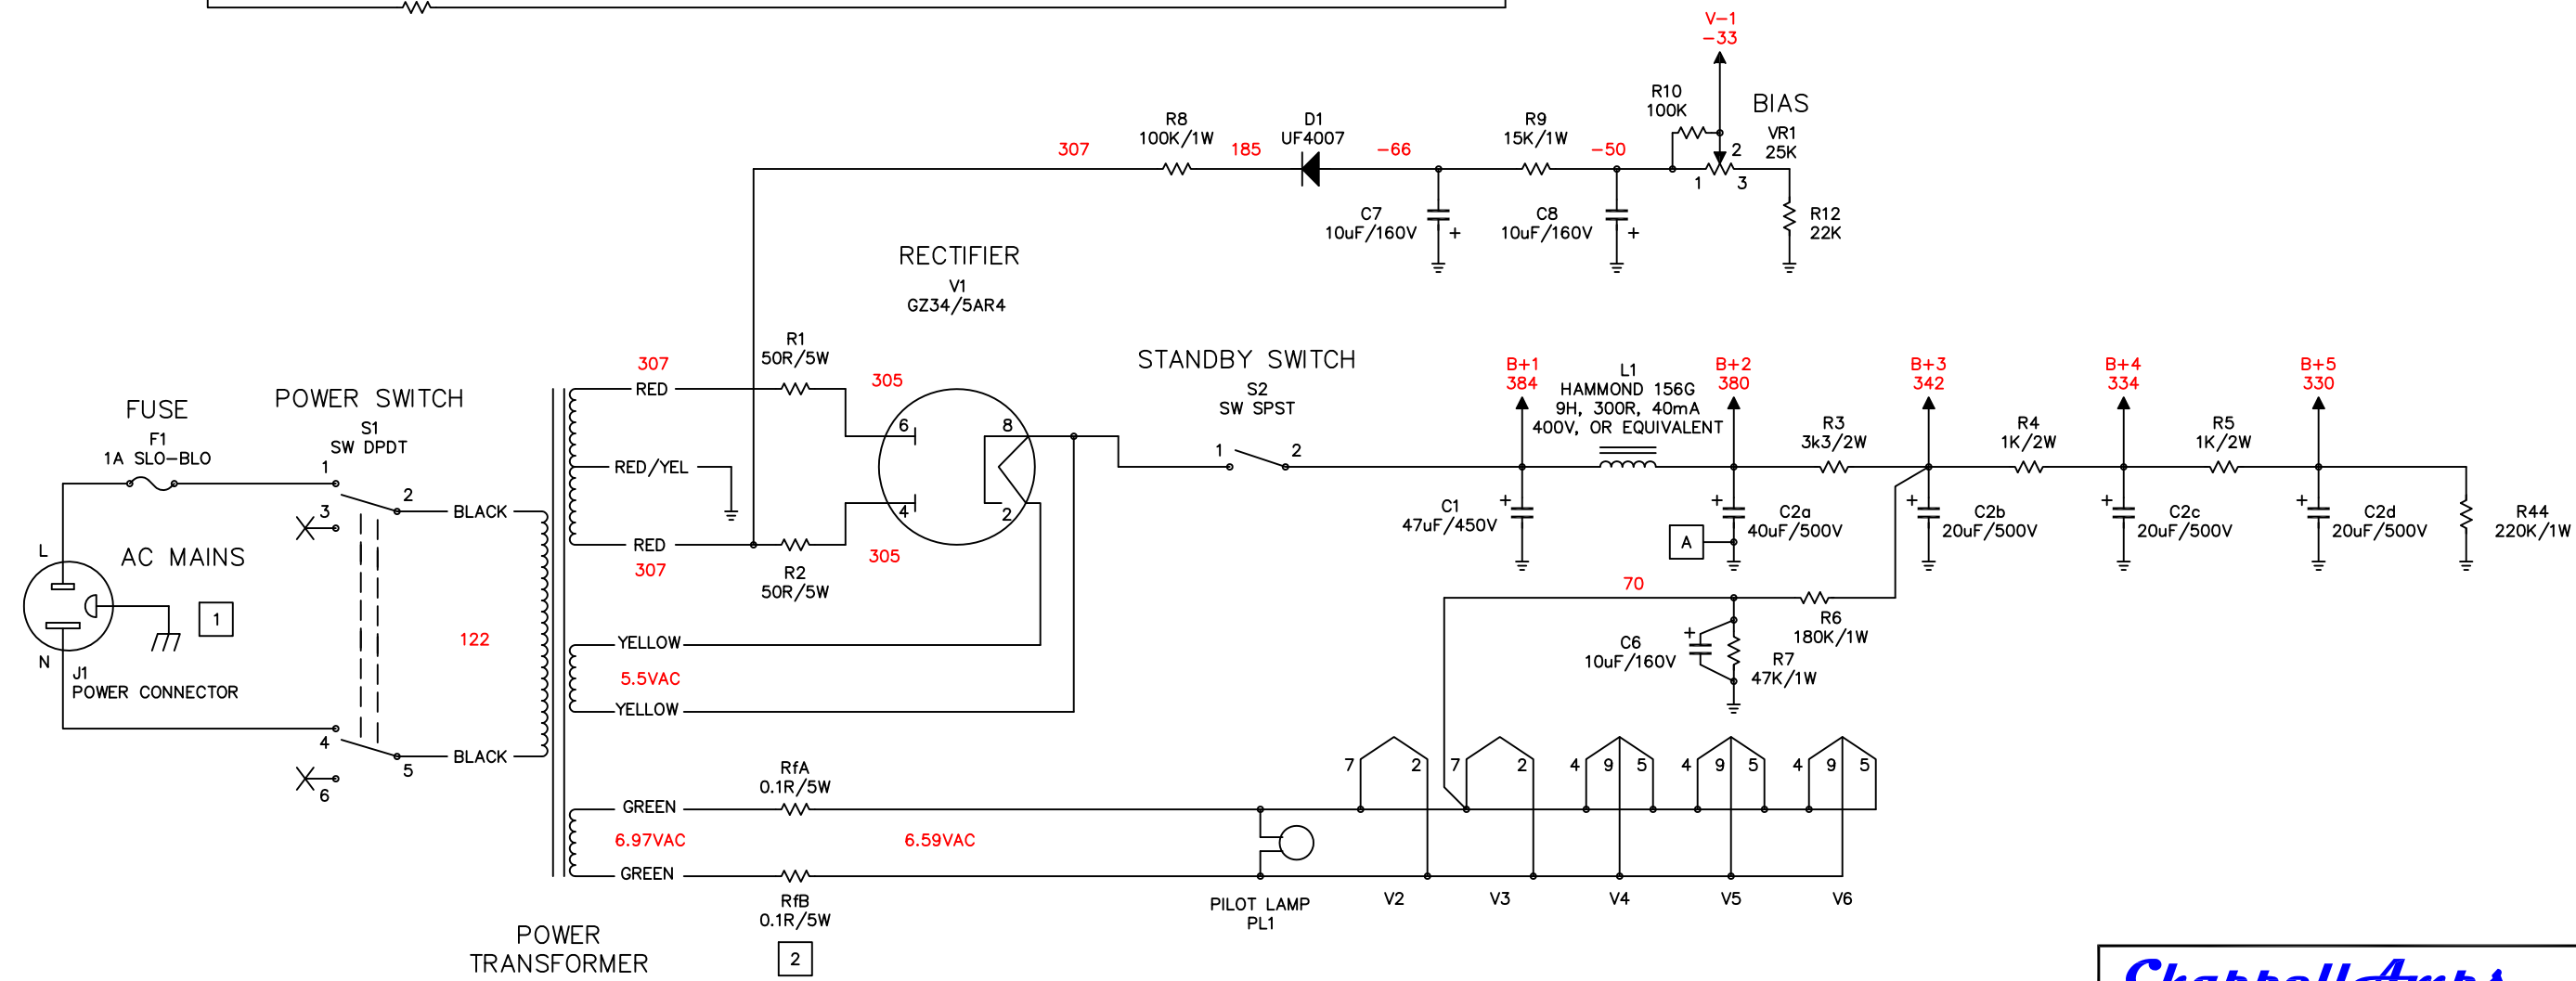 V-1
-33
R10
100K
BIAS
VR1
25K
R8
100K/1W
D1
UF4007
R9
15K/1W
307
185
-66
-50
2
1
3
C7
10uF/160V
+
C8
10uF/160V
+
R12
22K
RECTIFIER
V1
GZ34/5AR4
R1
50R/5W
307
RED
305
STANDBY SWITCH
S2
SW SPST
B+1
384
L1
HAMMOND 156G
9H, 300R, 40mA
400V, OR EQUIVALENT
B+2
380
B+3
342
B+4
334
B+5
330
FUSE
F1
1A SLO-BLO
POWER SWITCH
S1
SW DPDT
6
8
4
2
RED/YEL
1
2
R3
3k3/2W
R4
1K/2W
R5
1K/2W
1
2
3
BLACK
RED
307
R2
50R/5W
305
+
C1
47uF/450V
+
C2a
40uF/500V
A
+
C2b
20uF/500V
+
C2c
20uF/500V
+
C2d
20uF/500V
R44
220K/1W
L
AC MAINS
1
N
J1
POWER CONNECTOR
122
YELLOW
5.5VAC
YELLOW
70
R6
180K/1W
+
C6
10uF/160V
R7
47K/1W
4
5
6
BLACK
RfA
0.1R/5W
GREEN
6.97VAC
6.59VAC
GREEN
RfB
0.1R/5W
2
7
2
7
2
4
9
5
4
9
5
4
9
5
PILOT LAMP
PL1
V2
V3
V4
V5
V6
POWER
TRANSFORMER
Chappell Amps